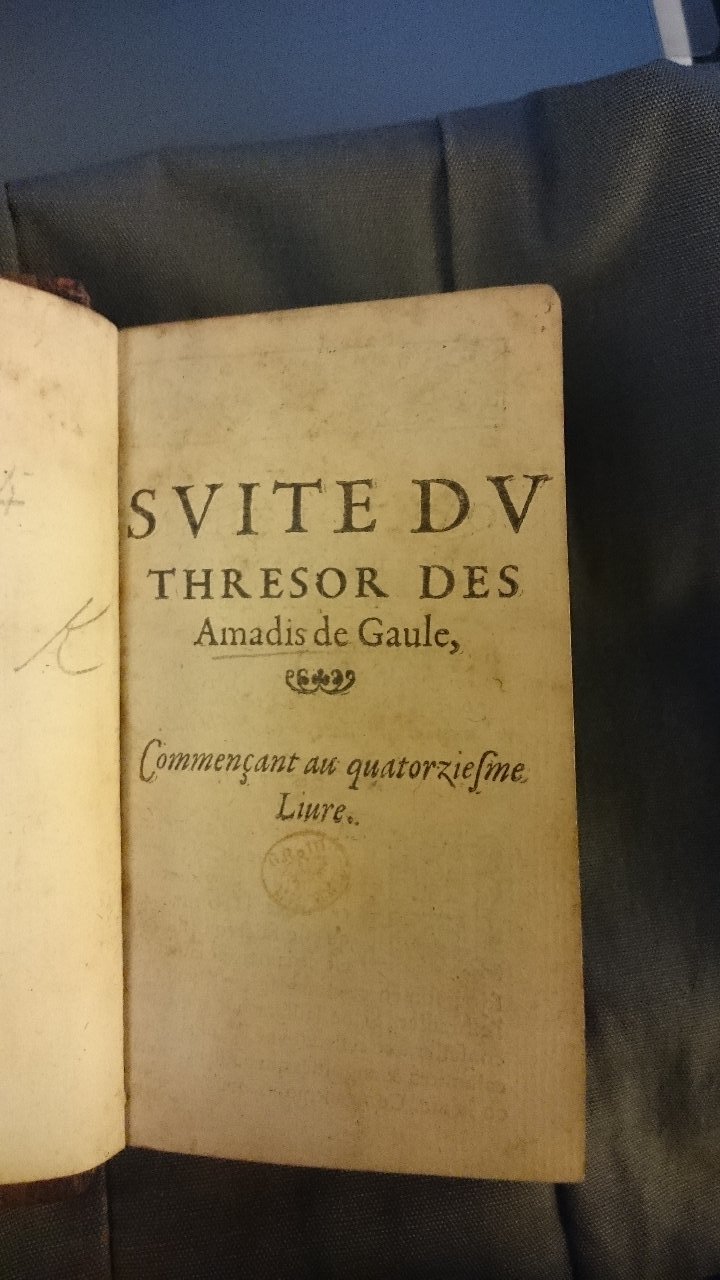 SVITE DV
THRESOR DES
Amadis de Gaule,
Commençant au quatorzieſme
Liure.
K